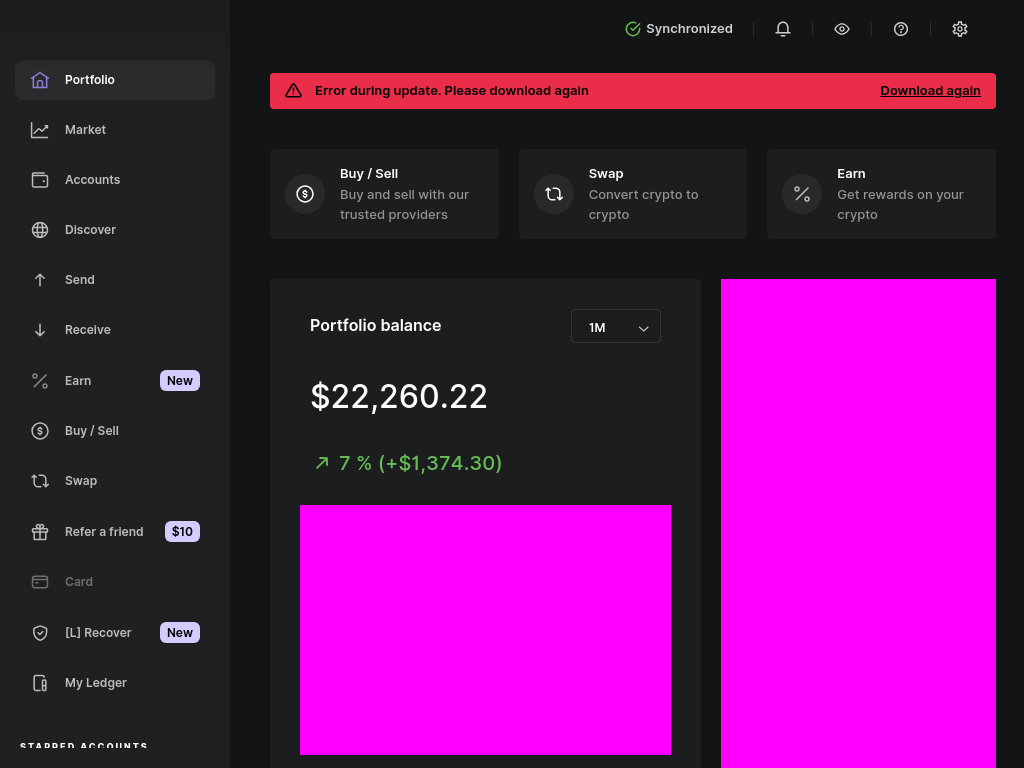 Synchronized
Portfolio
Market
Accounts
Discover
Send
Receive
Earn New
Buy / Sell
Swap
Refer a friend $10
Card
[L] Recover New
My Ledger
STARRED ACCOUNTS
Error during update. Please download again
Download again
Buy / Sell
Buy and sell with our
trusted providers
Swap
Convert crypto to
crypto
Earn
Get rewards on your
crypto
Portfolio balance
1M
$22,260.22
7 % (+$1,374.30)